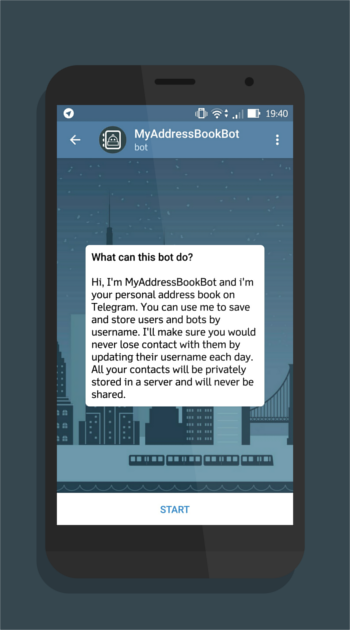 19:40
MyAddressBookBot
bot
What can this bot do?
Hi, I'm MyAddressBookBot and i'm
your personal address book on
Telegram. You can use me to save
and store users and bots by
username. I'll make sure you would
never lose contact with them by
updating their username each day.
All your contacts will be privately
stored in a server and will never be
shared.
START